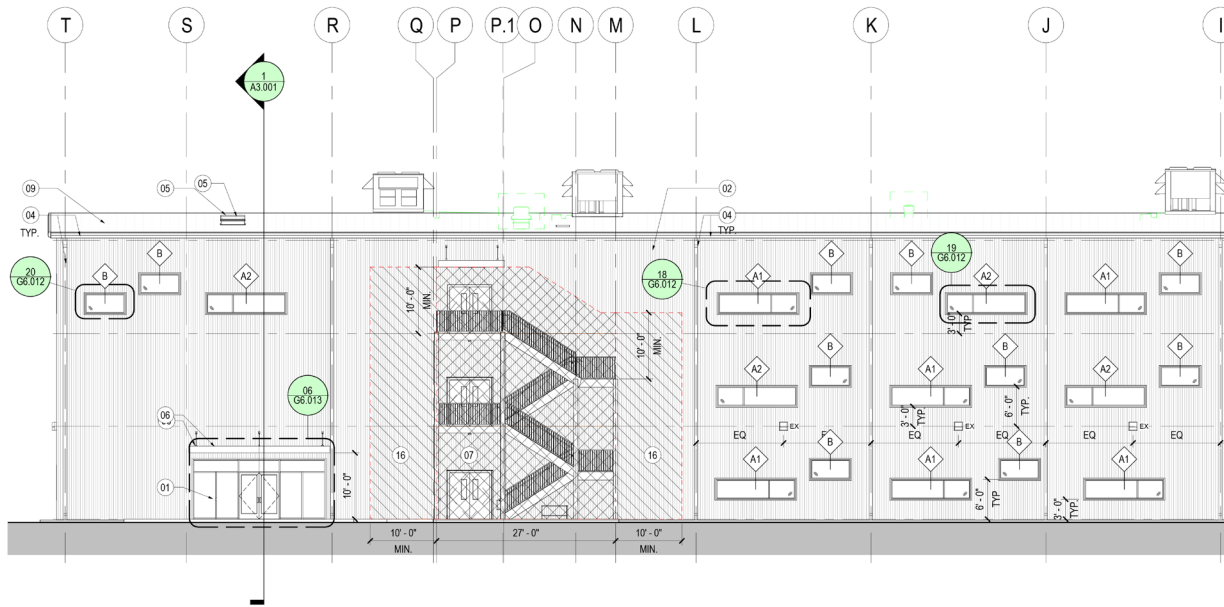 T
S
R
Q
P
P.1
O
N
M
L
K
J
I
1
A3.001
09
05
05
02
04
TYP.
04
TYP.
20
G6.012
B
B
A2
10' - 0"
MIN.
18
G6.012
A1
B
B
19
G6.012
A2
A1
B
3'-10"
TYP.
10' - 0"
MIN.
06
G6.013
A2
B
A1
B
A2
B
3'- 0"
TYP.
6' - 0"
TYP.
06
EX
EX
EQ
EQ
EQ
EQ
EQ
16
07
16
01
10' - 0"
A1
B
A1
B
A1
6' - 0"
TYP
3'- 0"
TYP.
10' - 0"
MIN.
27' - 0"
10' - 0"
MIN.